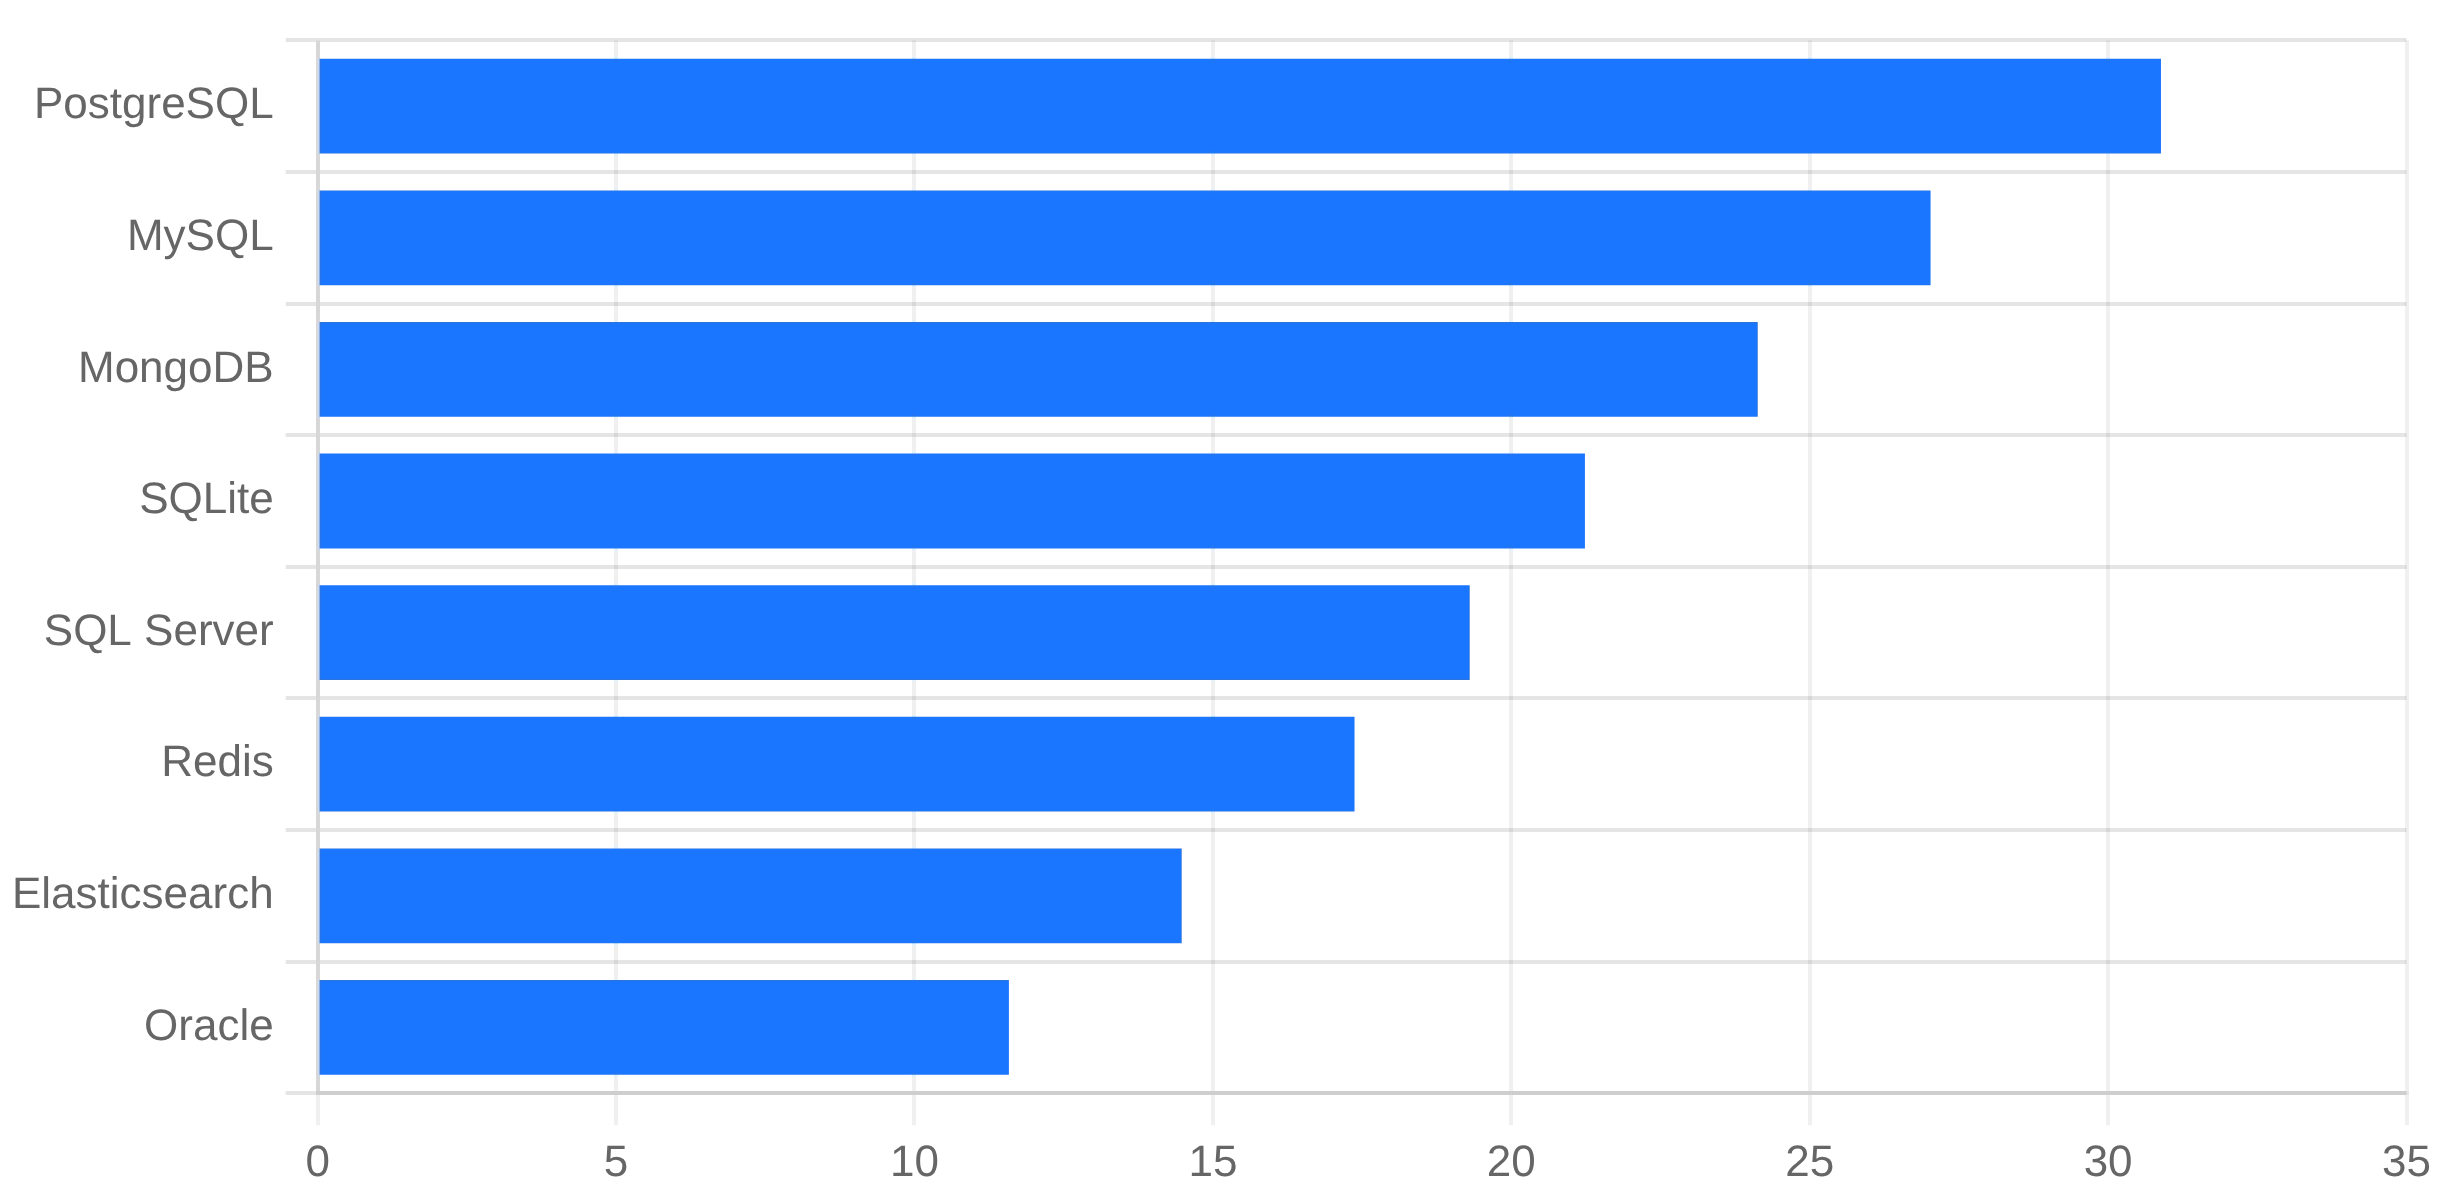 PostgreSQL
MySQL
MongoDB
SQLite
SQL Server
Redis
Elasticsearch
Oracle
0 5 10 15 20 25 30 35